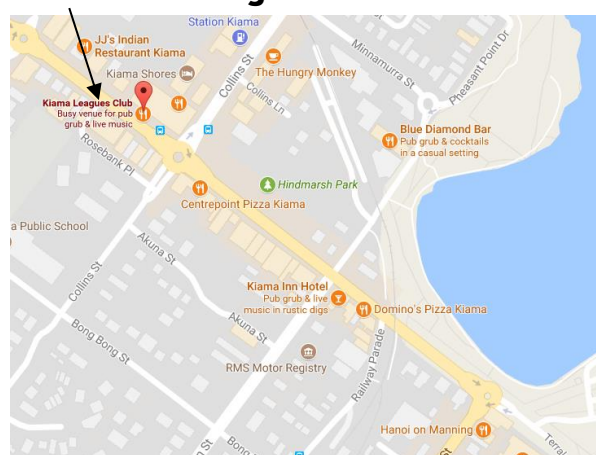 Station Kiama
JJ's Indian
Restaurant Kiama
Kiama Shores
The Hungry Monkey
Minnamurra St
Pheasant Point Dr
Collins St
Collins Ln
Kiama Leagues Club
Busy venue for pub
grub & live music
Rosebank Pl
Blue Diamond Bar
Pub grub & cocktails
in a casual setting
Hindmarsh Park
Centrepoint Pizza Kiama
a Public School
Akuna St
Collins St
Kiama Inn Hotel
Pub grub & live
music in rustic digs
Domino's Pizza Kiama
Bong Bong St
Akuna St
RMS Motor Registry
Railway Parade
Hanoi on Manning
Terral
Bong
n St